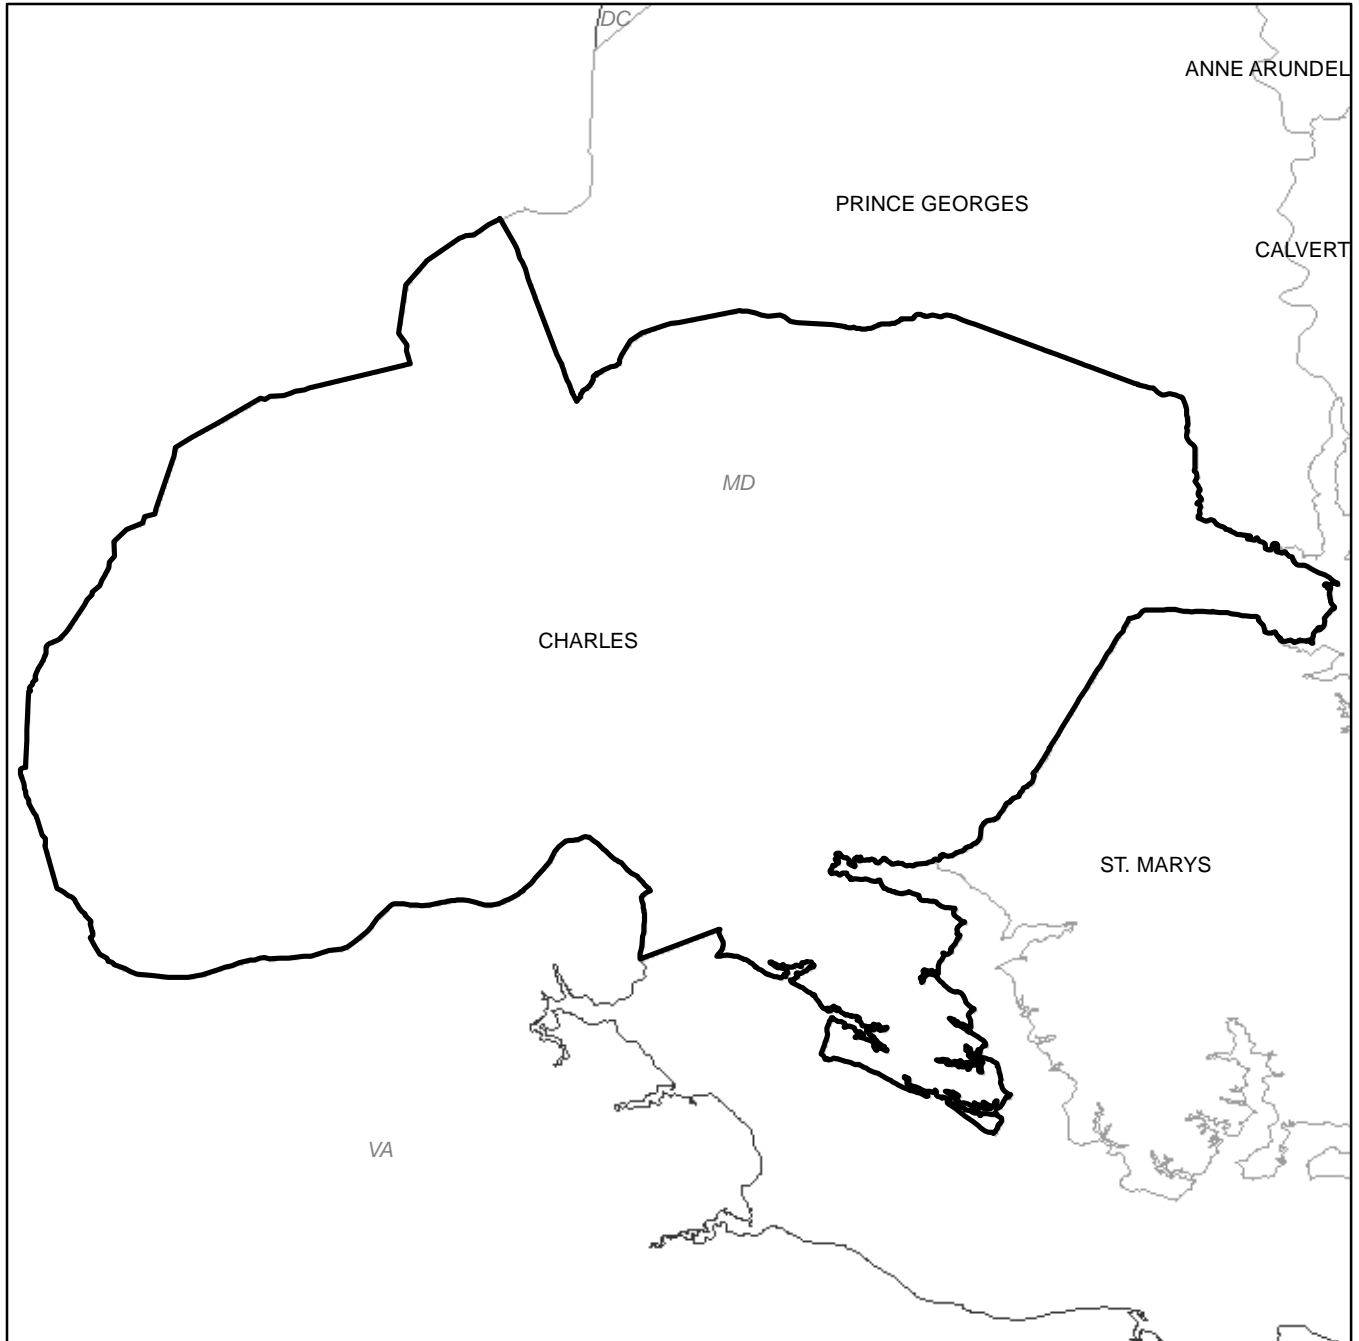 DC
ANNE ARUNDEL
PRINCE GEORGES
CALVERT
MD
CHARLES
ST. MARYS
VA